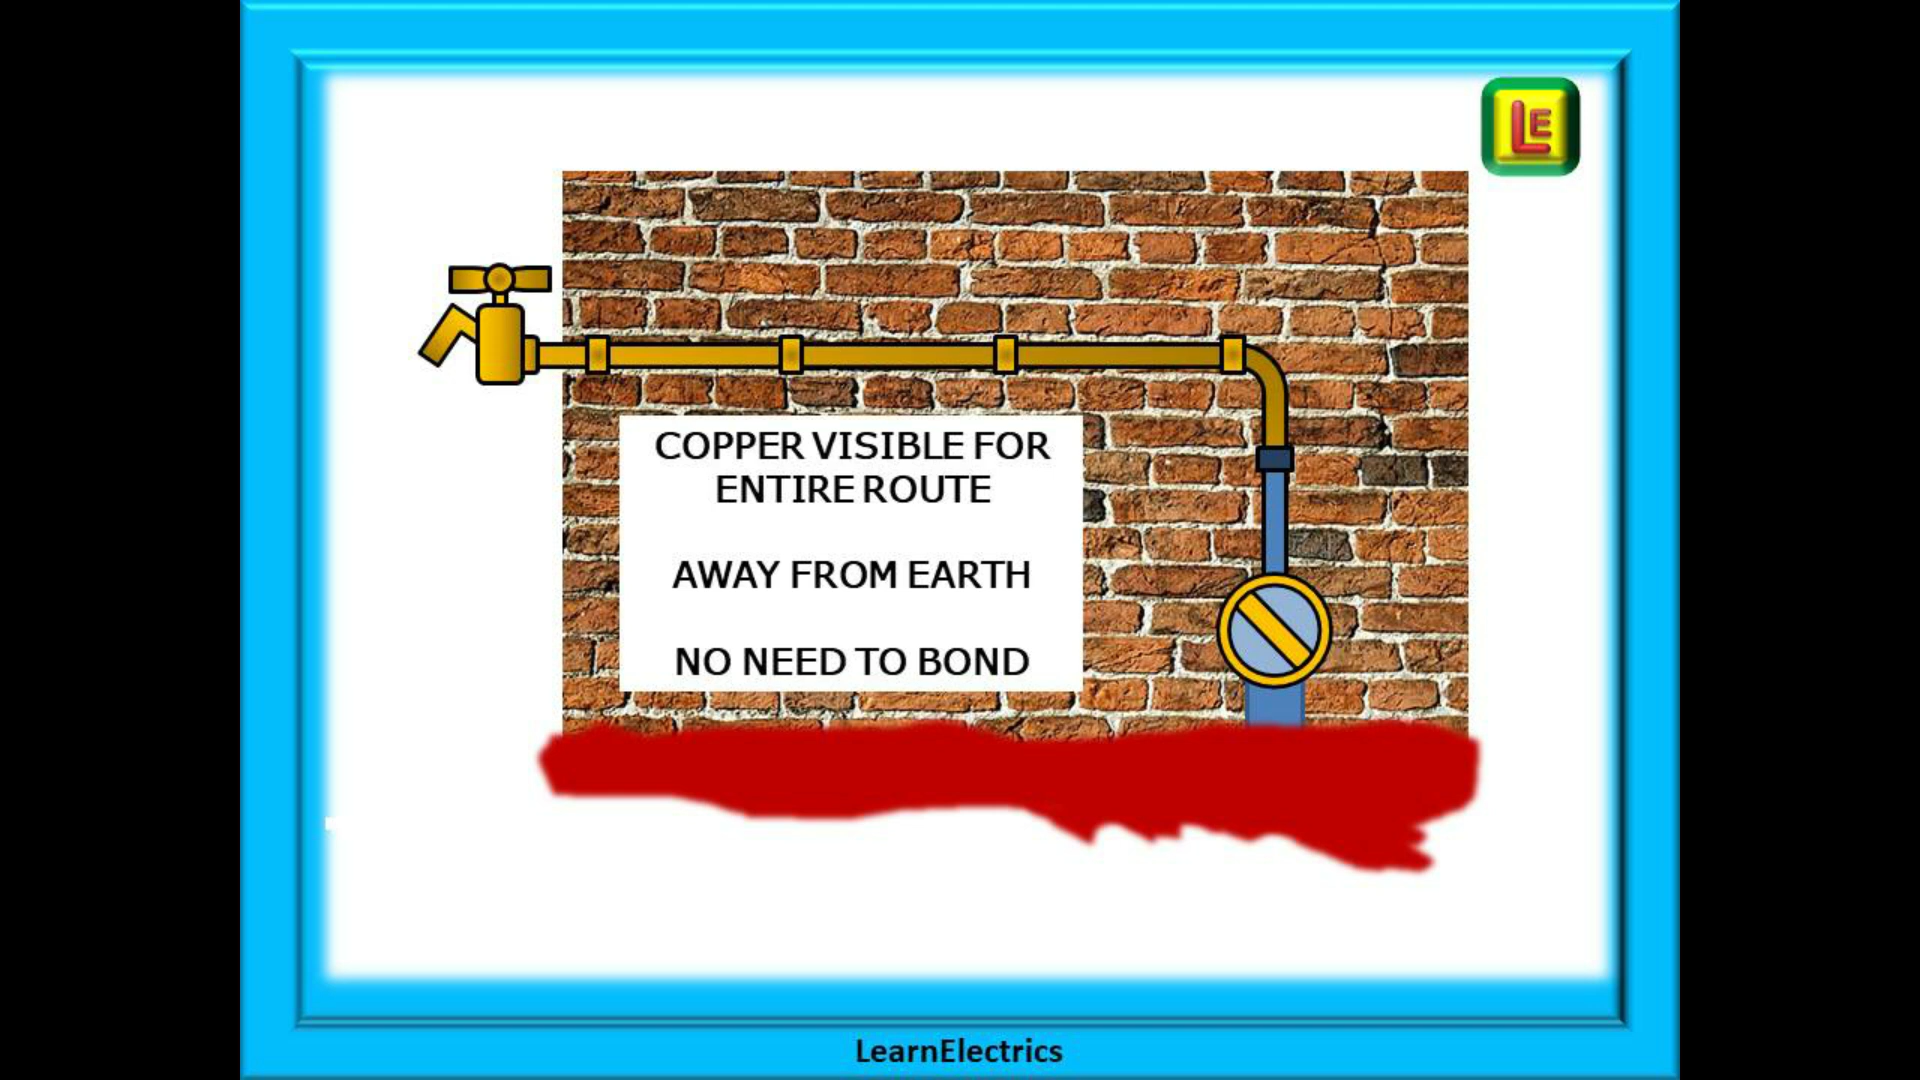 LE
COPPER VISIBLE FOR
ENTIRE ROUTE
AWAY FROM EARTH
NO NEED TO BOND
LearnElectrics